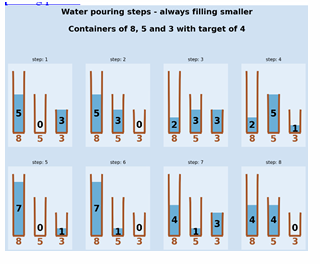 Water pouring steps - always filling smaller
Containers of 8, 5 and 3 with target of 4
step: 1
step: 2
step: 3
step: 4
5 0 3
5 3 0
2 3 3
2 5 1
8 5 3
8 5 3
8 5 3
8 5 3
step: 5
step: 6
step: 7
step: 8
7 0 1
7 1 0
4 1 3
4 4 0
8 5 3
8 5 3
8 5 3
8 5 3